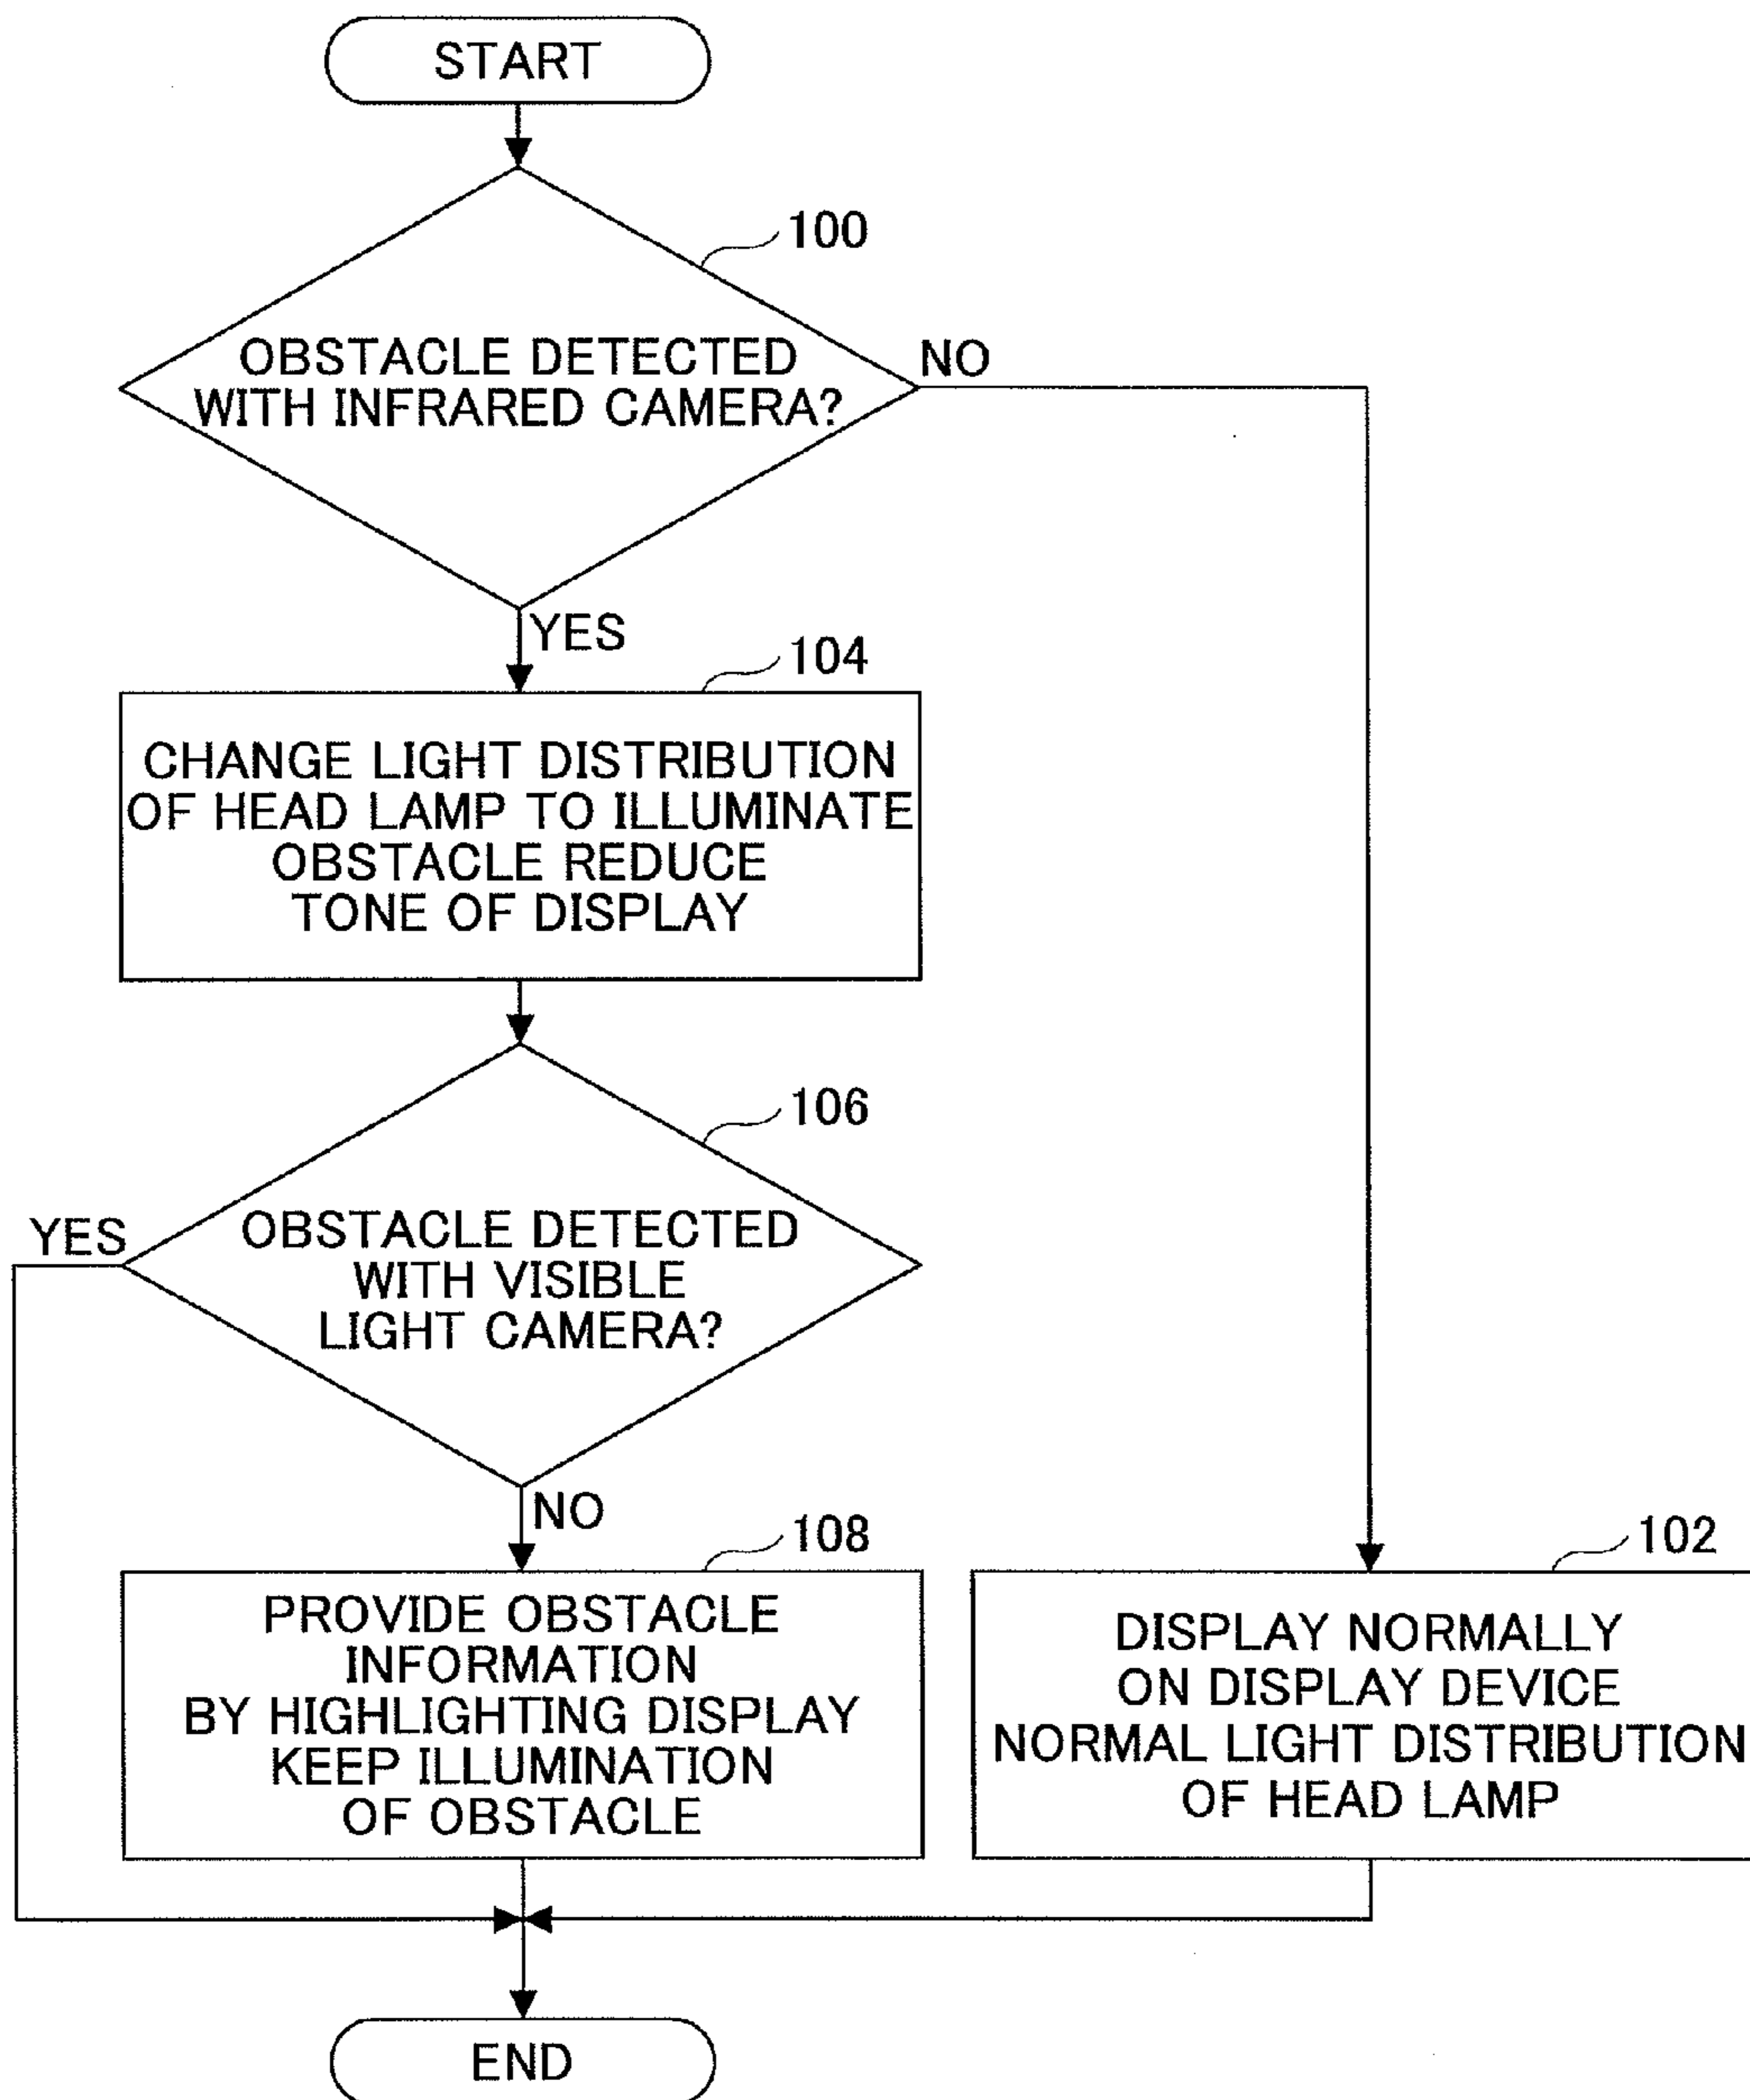 START
100
OBSTACLE DETECTED
WITH INFRARED CAMERA?
NO
YES
104
CHANGE LIGHT DISTRIBUTION
OF HEAD LAMP TO ILLUMINATE
OBSTACLE REDUCE
TONE OF DISPLAY
106
YES
OBSTACLE DETECTED
WITH VISIBLE
LIGHT CAMERA?
NO
108
PROVIDE OBSTACLE
INFORMATION
BY HIGHLIGHTING DISPLAY
KEEP ILLUMINATION
OF OBSTACLE
102
DISPLAY NORMALLY
ON DISPLAY DEVICE
NORMAL LIGHT DISTRIBUTION
OF HEAD LAMP
END